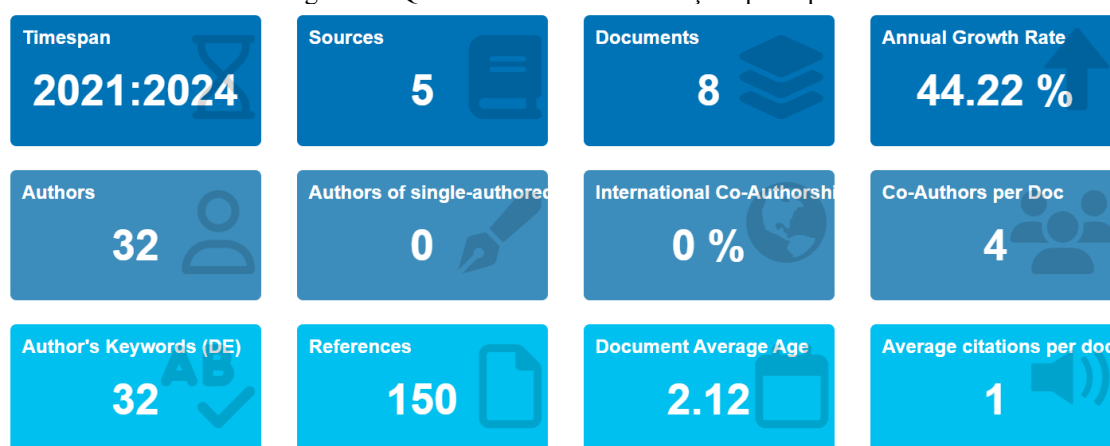 Timespan
2021:2024
Sources
5
Documents
8
Annual Growth Rate
44.22 %
Authors
32
Authors of single-authored
0
International Co-Authorshi
0 %
Co-Authors per Doc
4
Author's Keywords (DE)
32
AB
References
150
Document Average Age
2.12
Average citations per doc
1